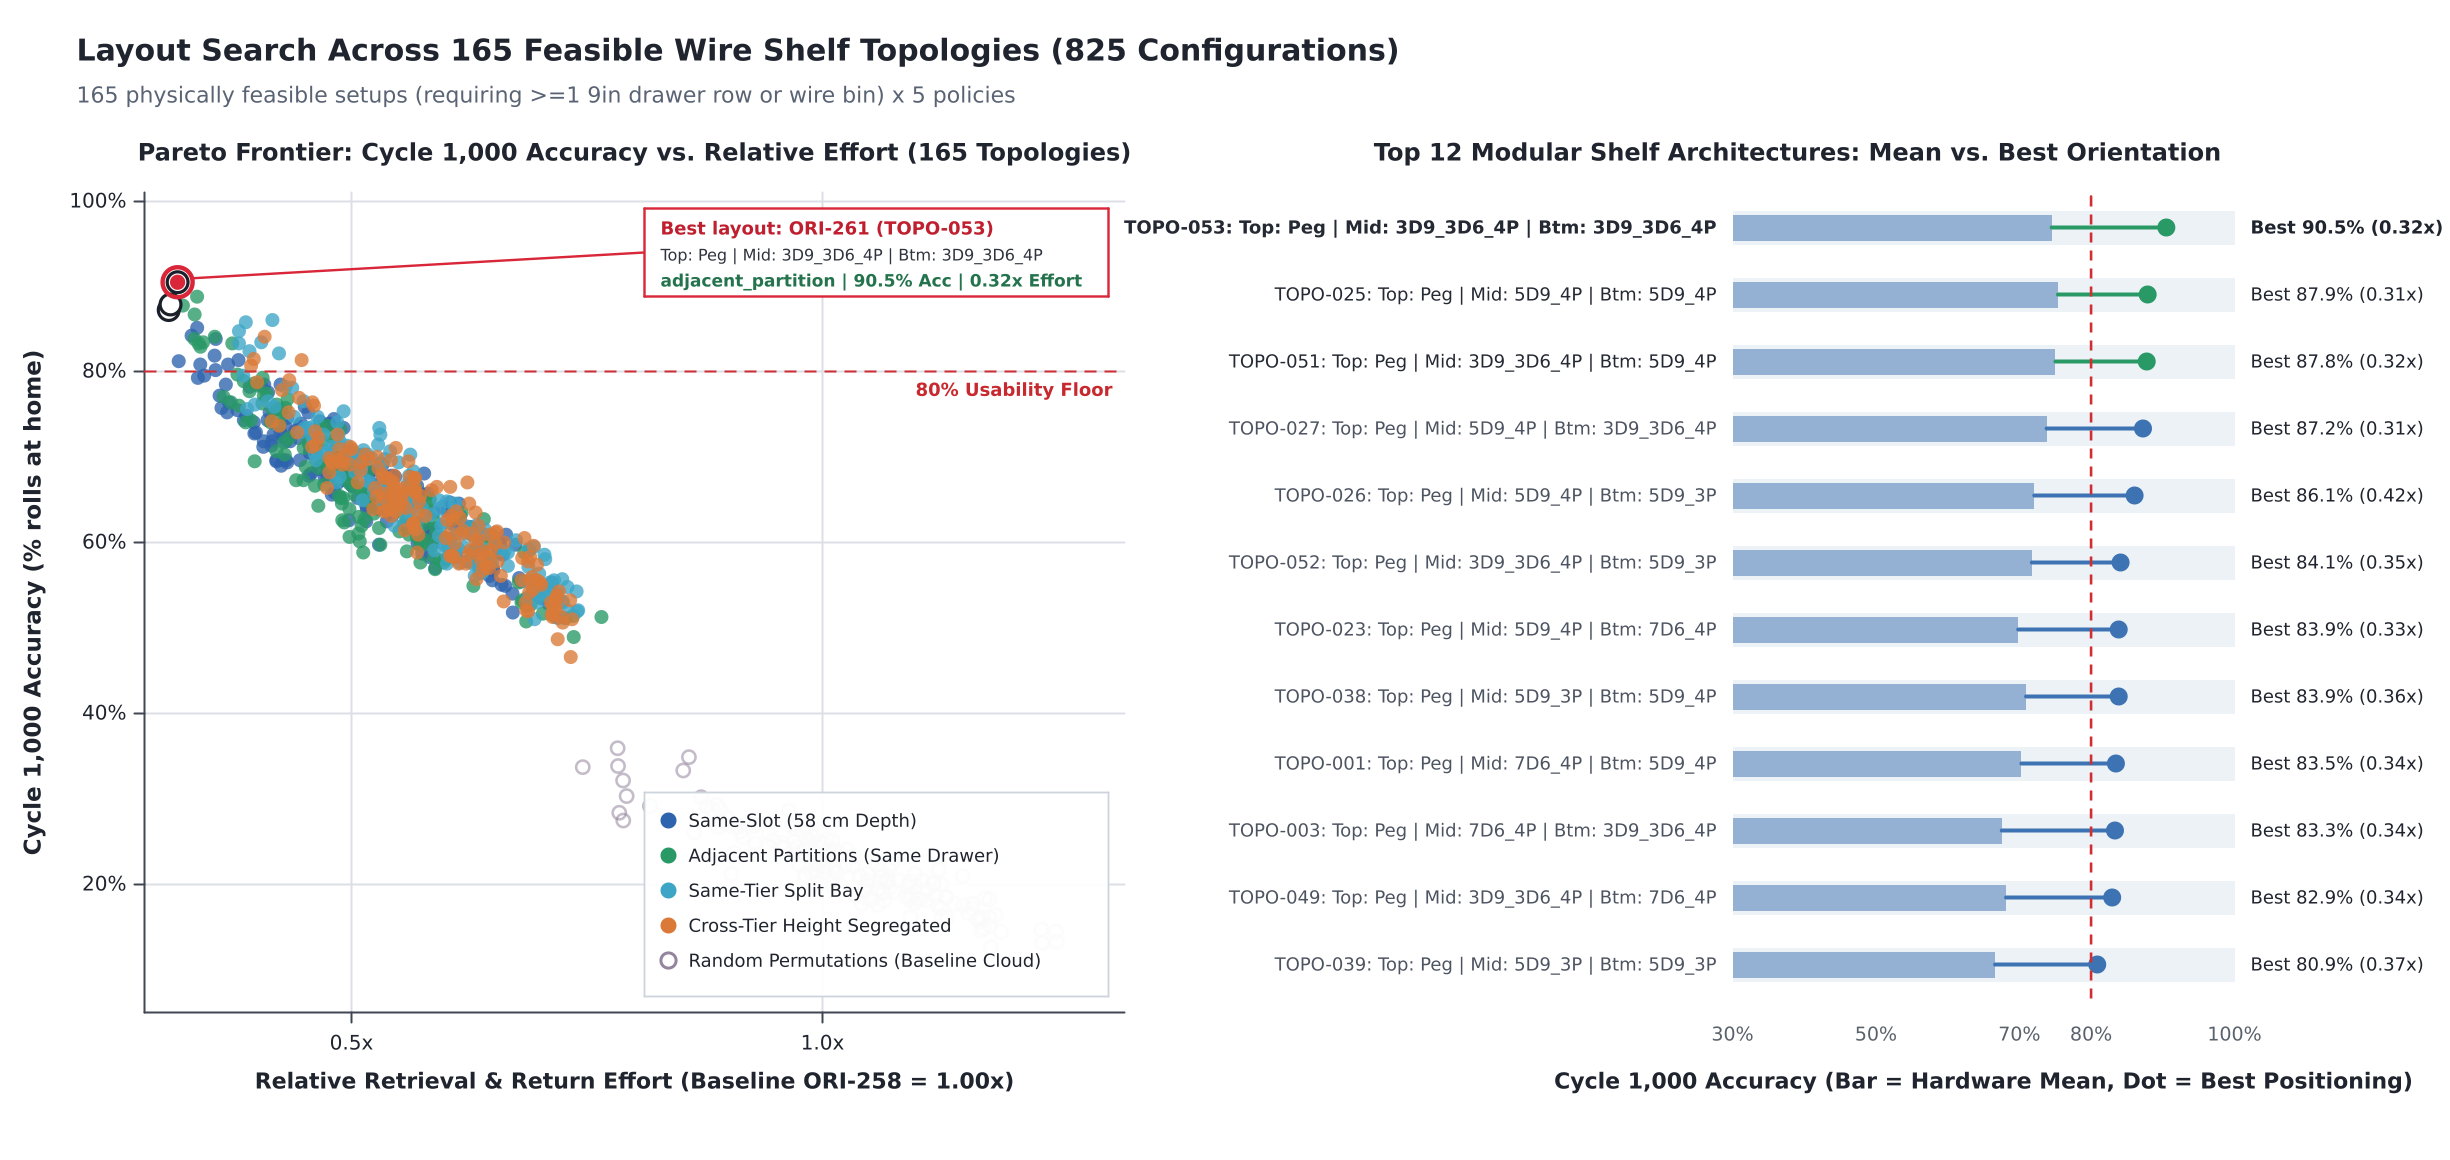 Layout Search Across 165 Feasible Wire Shelf Topologies (825 Configurations)
165 physically feasible setups (requiring >=1 9in drawer row or wire bin) x 5 policies
Pareto Frontier: Cycle 1,000 Accuracy vs. Relative Effort (165 Topologies)
Cycle 1,000 Accuracy (% rolls at home)
100%
80%
60%
40%
20%
Best layout: ORI-261 (TOPO-053)
Top: Peg | Mid: 3D9_3D6_4P | Btm: 3D9_3D6_4P
adjacent_partition | 90.5% Acc | 0.32x Effort
80% Usability Floor
Same-Slot (58 cm Depth)
Adjacent Partitions (Same Drawer)
Same-Tier Split Bay
Cross-Tier Height Segregated
Random Permutations (Baseline Cloud)
0.5x
1.0x
Relative Retrieval & Return Effort (Baseline ORI-258 = 1.00x)
Top 12 Modular Shelf Architectures: Mean vs. Best Orientation
TOPO-053: Top: Peg | Mid: 3D9_3D6_4P | Btm: 3D9_3D6_4P
Best 90.5% (0.32x)
TOPO-025: Top: Peg | Mid: 5D9_4P | Btm: 5D9_4P
Best 87.9% (0.31x)
TOPO-051: Top: Peg | Mid: 3D9_3D6_4P | Btm: 5D9_4P
Best 87.8% (0.32x)
TOPO-027: Top: Peg | Mid: 5D9_4P | Btm: 3D9_3D6_4P
Best 87.2% (0.31x)
TOPO-026: Top: Peg | Mid: 5D9_4P | Btm: 5D9_3P
Best 86.1% (0.42x)
TOPO-052: Top: Peg | Mid: 3D9_3D6_4P | Btm: 5D9_3P
Best 84.1% (0.35x)
TOPO-023: Top: Peg | Mid: 5D9_4P | Btm: 7D6_4P
Best 83.9% (0.33x)
TOPO-038: Top: Peg | Mid: 5D9_3P | Btm: 5D9_4P
Best 83.9% (0.36x)
TOPO-001: Top: Peg | Mid: 7D6_4P | Btm: 5D9_4P
Best 83.5% (0.34x)
TOPO-003: Top: Peg | Mid: 7D6_4P | Btm: 3D9_3D6_4P
Best 83.3% (0.34x)
TOPO-049: Top: Peg | Mid: 3D9_3D6_4P | Btm: 7D6_4P
Best 82.9% (0.34x)
TOPO-039: Top: Peg | Mid: 5D9_3P | Btm: 5D9_3P
Best 80.9% (0.37x)
30%
50%
70%
80%
100%
Cycle 1,000 Accuracy (Bar = Hardware Mean, Dot = Best Positioning)